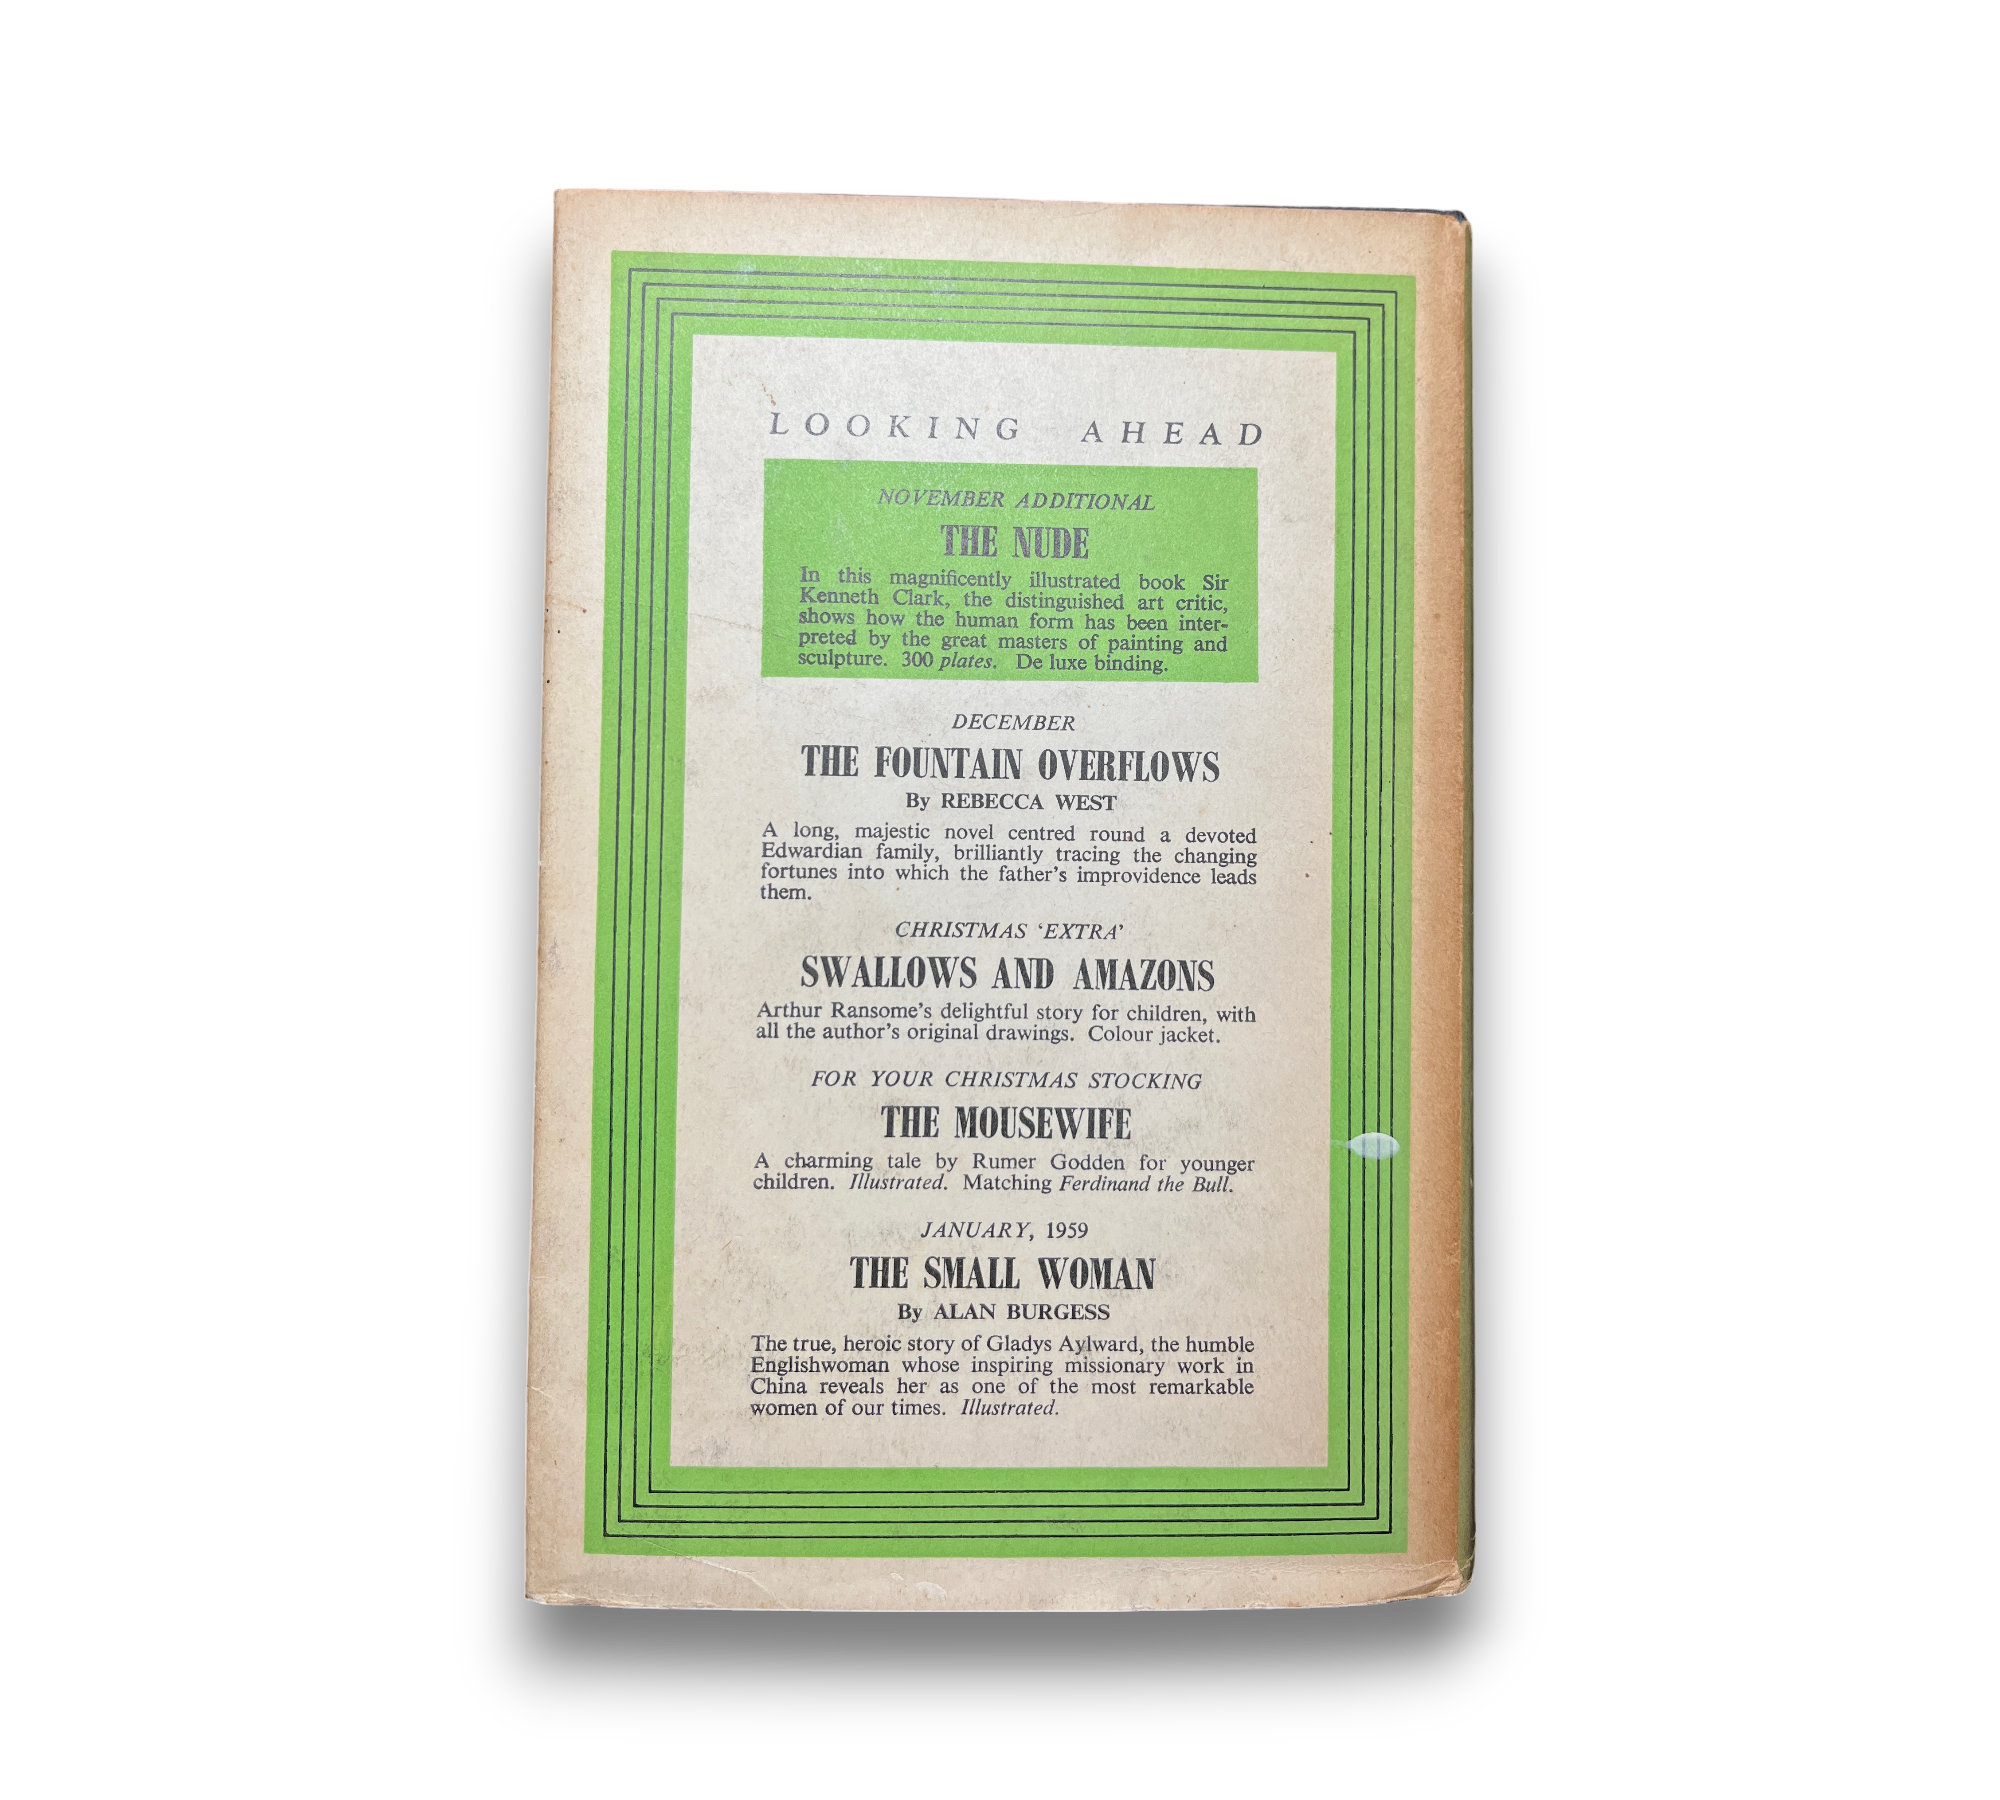 LOOKING AHEAD
NOVEMBER ADDITIONAL
THE NUDE
In this magnificently illustrated book Sir
Kenneth Clark, the distinguished art critic,
shows how the human form has been inter-
preted by the great masters of painting and
sculpture. 300 plates. De luxe binding.
DECEMBER
THE FOUNTAIN OVERFLOWS
By REBECCA WEST
A long, majestic novel centred round a devoted
Edwardian family, brilliantly tracing the changing
fortunes into which the father's improvidence leads
them.
CHRISTMAS ‘EXTRA’
SWALLOWS AND AMAZONS
Arthur Ransome's delightful story for children, with
all the author's original drawings. Colour jacket.
FOR YOUR CHRISTMAS STOCKING
THE MOUSEWIFE
A charming tale by Rumer Godden for younger
children. Illustrated. Matching Ferdinand the Bull.
JANUARY, 1959
THE SMALL WOMAN
By ALAN BURGESS
The true, heroic story of Gladys Aylward, the humble
Englishwoman whose inspiring missionary work in
China reveals her as one of the most remarkable
women of our times. Illustrated.